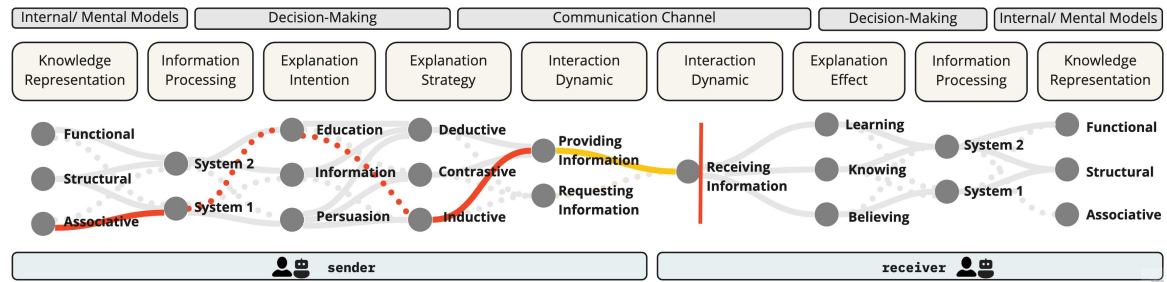 Internal/ Mental Models
Decision-Making
Communication Channel
Decision-Making
Internal/ Mental Models
Knowledge
Representation
Information
Processing
Explanation
Intention
Explanation
Strategy
Interaction
Dynamic
Interaction
Dynamic
Explanation
Effect
Information
Processing
Knowledge
Representation
Functional
Structural
Associative
System 2
System 1
Education
Information
Persuasion
Deductive
Contrastive
Inductive
Providing
Information
Requesting
Information
Receiving
Information
Learning
Knowing
Believing
System 2
System 1
Functional
Structural
Associative
sender
receiver